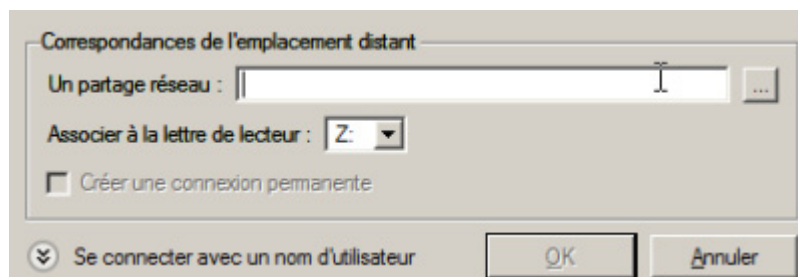 Correspondances de l'emplacement distant
Un partage réseau :
...
Associer à la lettre de lecteur : Z:
Créer une connexion permanente
Se connecter avec un nom d'utilisateur
OK
Annuler